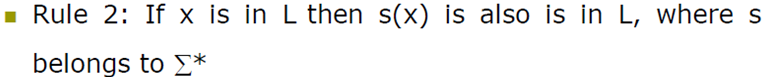 Rule 2: If x is in L then s(x) is also is in L, where s
belongs to ∑*